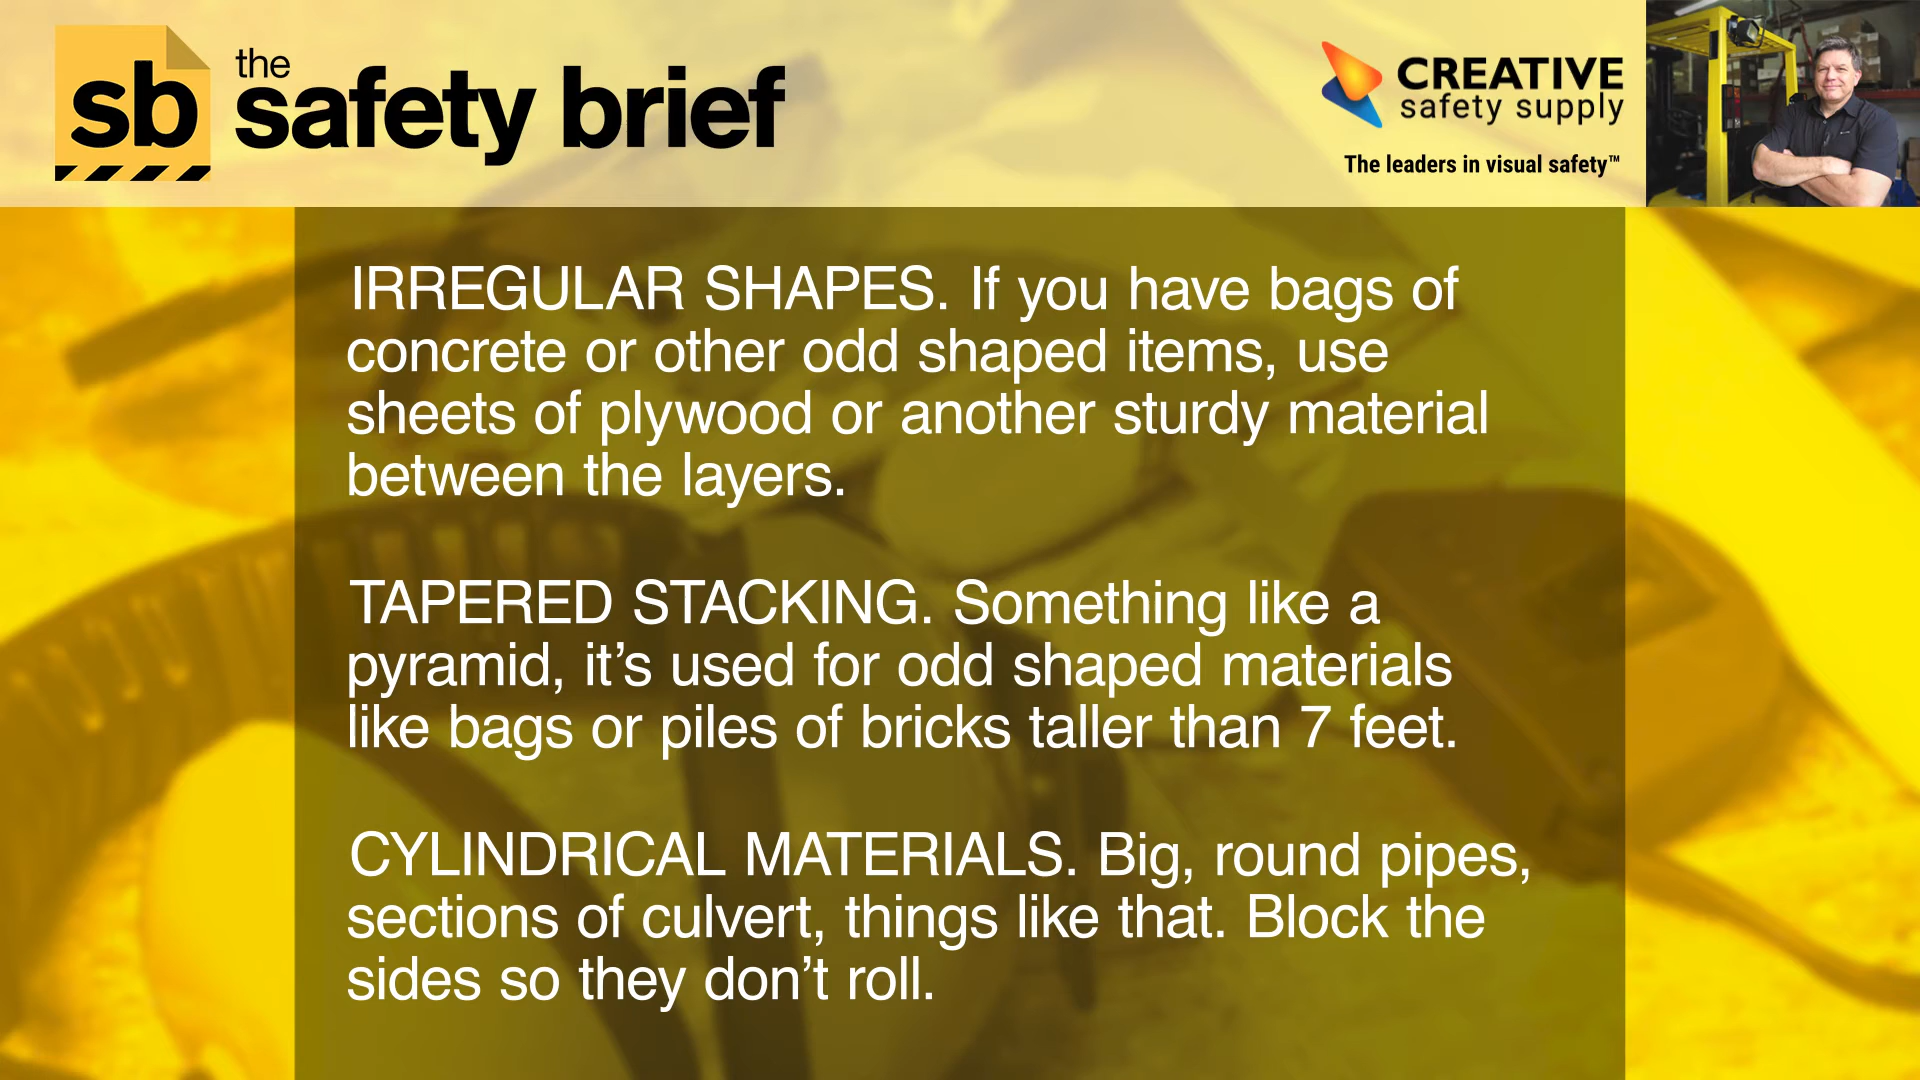 sb
the
safety brief
CREATIVE
safety supply
The leaders in visual safety™
IRREGULAR SHAPES. If you have bags of
concrete or other odd shaped items, use
sheets of plywood or another sturdy material
between the layers.
TAPERED STACKING. Something like a
pyramid, it’s used for odd shaped materials
like bags or piles of bricks taller than 7 feet.
CYLINDRICAL MATERIALS. Big, round pipes,
sections of culvert, things like that. Block the
sides so they don’t roll.